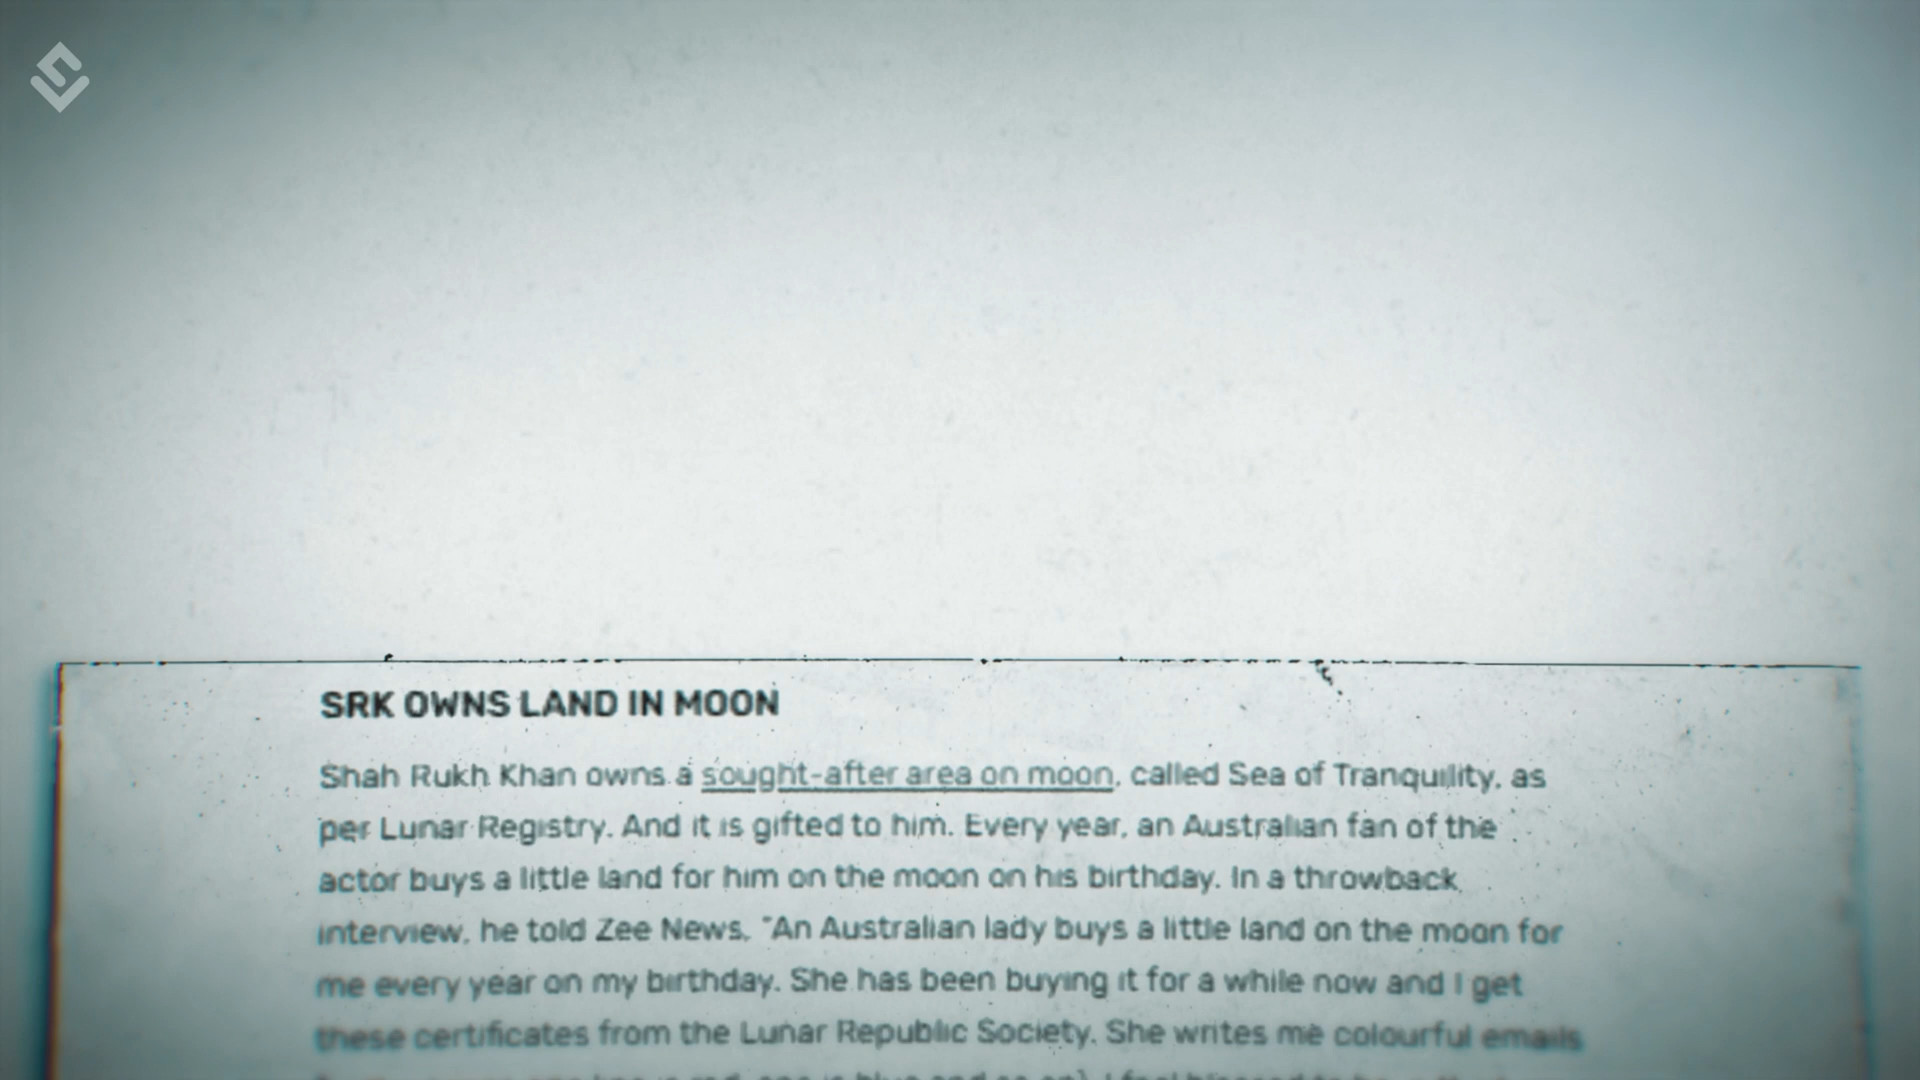 SRK OWNS LAND IN MOON
Shah Rukh Khan owns a sought-after area on moon, called Sea of Tranquility, as
per Lunar Registry. And it is gifted to him. Every year, an Australian fan of the
actor buys a little land for him on the moon on his birthday. In a throwback
interview, he told Zee News, "An Australian lady buys a little land on the moon for
me every year on my birthday. She has been buying it for a while now and I get
these certificates from the Lunar Republic Society. She writes me colourful emails